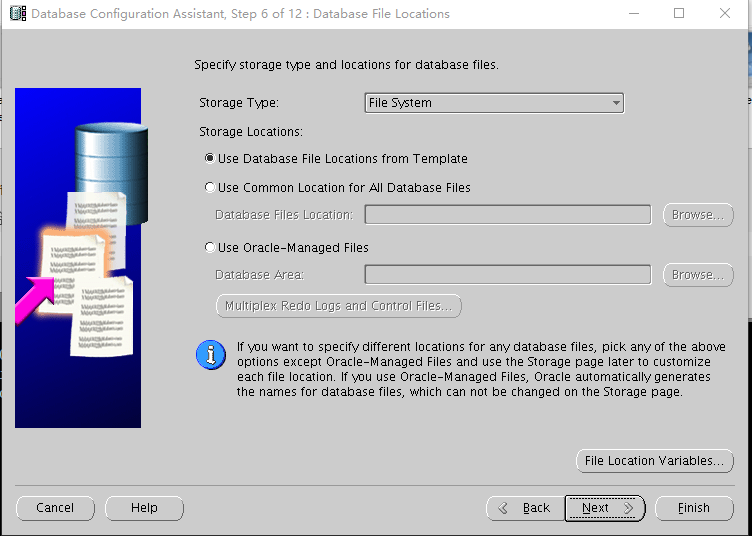 Database Configuration Assistant, Step 6 of 12 : Database File Locations
Specify storage type and locations for database files.
Storage Type: File System
Storage Locations:
Use Database File Locations from Template
Use Common Location for All Database Files
Database Files Location: Browse...
Use Oracle-Managed Files
Database Area: Browse...
Multiplex Redo Logs and Control Files...
If you want to specify different locations for any database files, pick any of the above
options except Oracle-Managed Files and use the Storage page later to customize
each file location. If you use Oracle-Managed Files, Oracle automatically generates
the names for database files, which can not be changed on the Storage page.
File Location Variables...
Cancel Help Back Next Finish